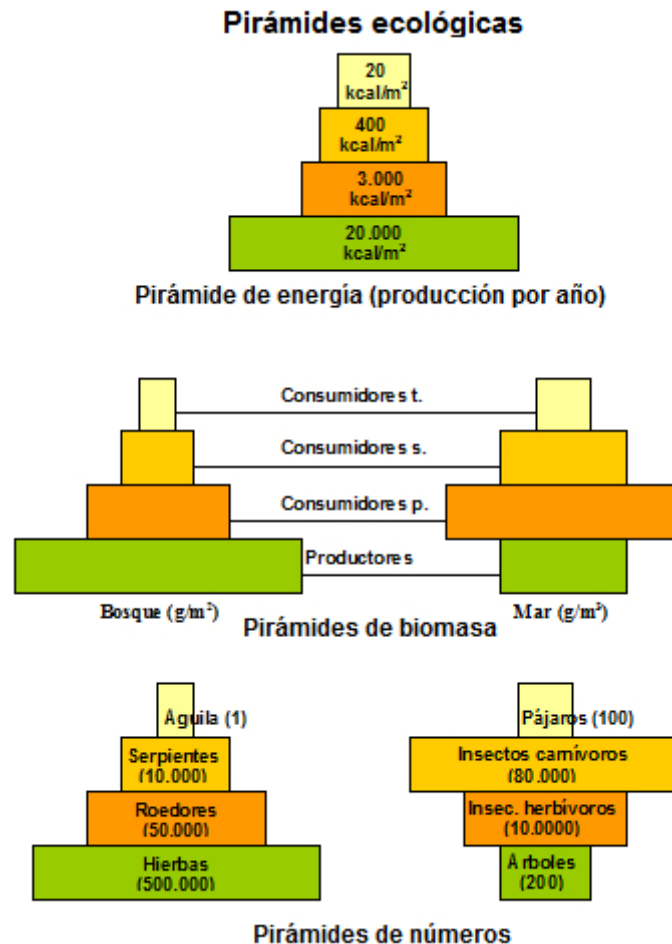 Pirámides ecológicas
20
kcal/m²
400
kcal/m²
3.000
kcal/m²
20.000
kcal/m²
Pirámide de energía (producción por año)
Consumidores t.
Consumidores s.
Consumidores p.
Productores
Bosque (g/m²)
Mar (g/m²)
Pirámides de biomasa
Aguila (1)
Serpientes
(10.000)
Roedores
(50.000)
Hierbas
(500.000)
Pájaros (100)
Insectos carnívoros
(80.000)
Insec. herbívoros
(10.0000)
Arboles
(200)
Pirámides de números